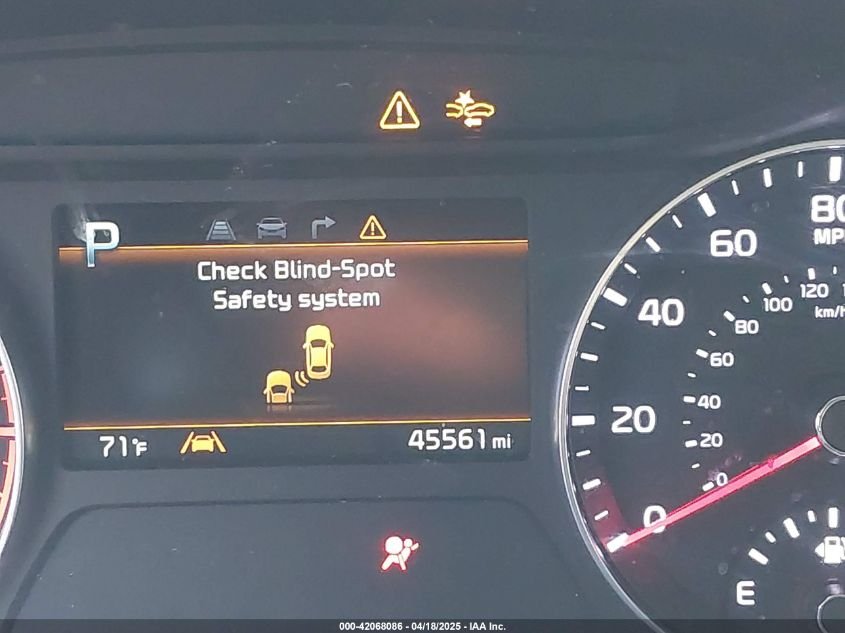 P
Check Blind-Spot
Safety system
71°F
45561 mi
80
MPH
60
40
20
0
120
100
km/h
80
60
40
20
0
E
000-42068086 - 04/18/2025 - IAA Inc.